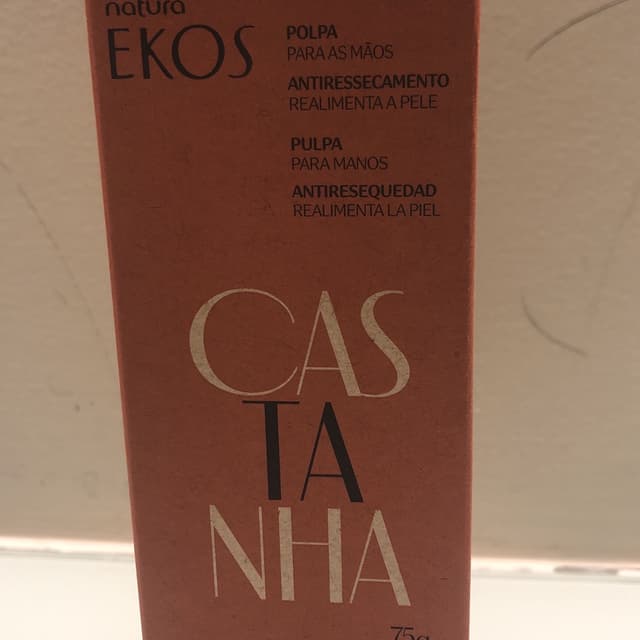 natura
EKOS
POLPA
PARA AS MÃOS
ANTIRESSECAMENTO
REALIMENTA A PELE
PULPA
PARA MANOS
ANTIRESEQUEDAD
REALIMENTA LA PIEL
CAS
TA
NHA
75g